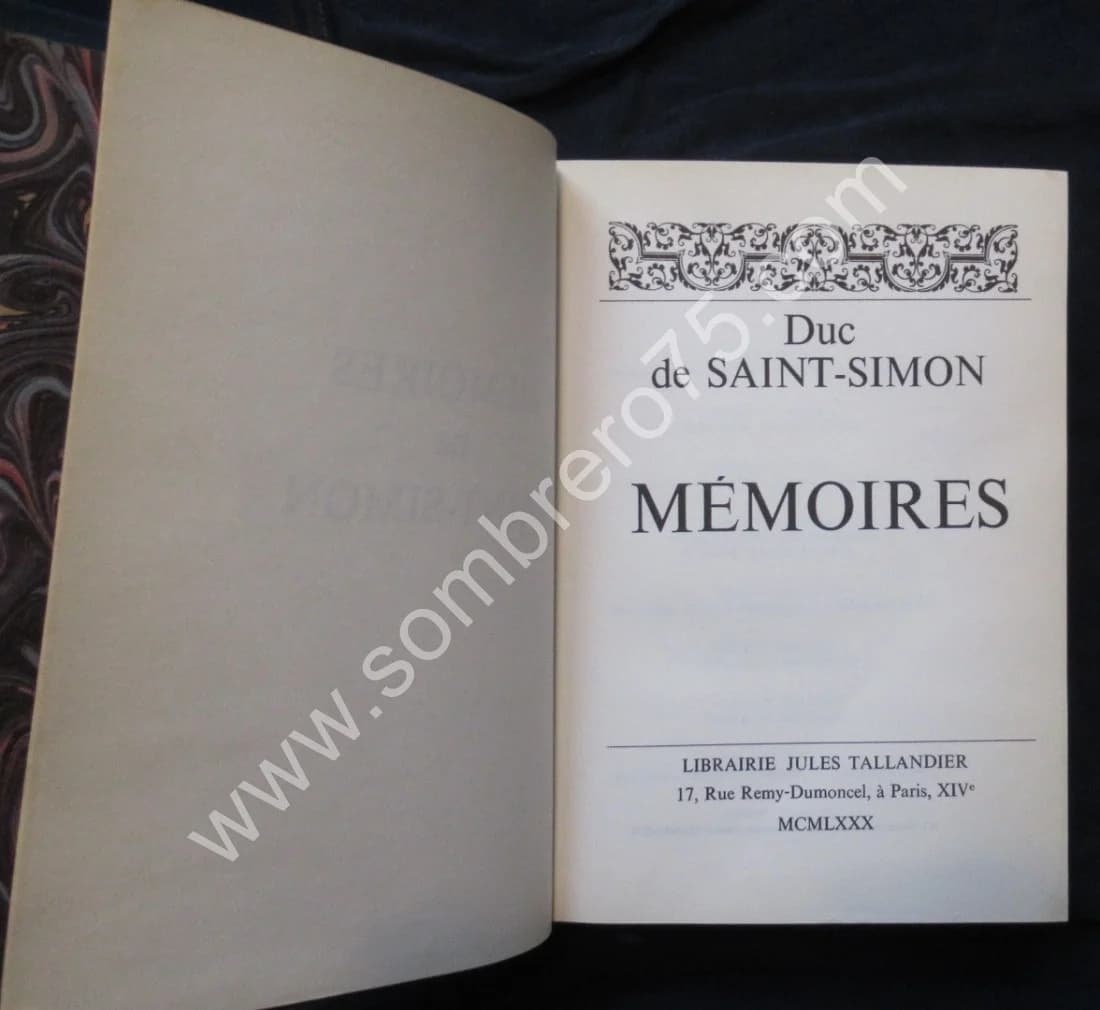 Duc
de SAINT-SIMON
MÉMOIRES
LIBRAIRIE JULES TALLANDIER
17, Rue Remy-Dumoncel, à Paris, XIVe
MCMLXXX
www.sombrero75.com